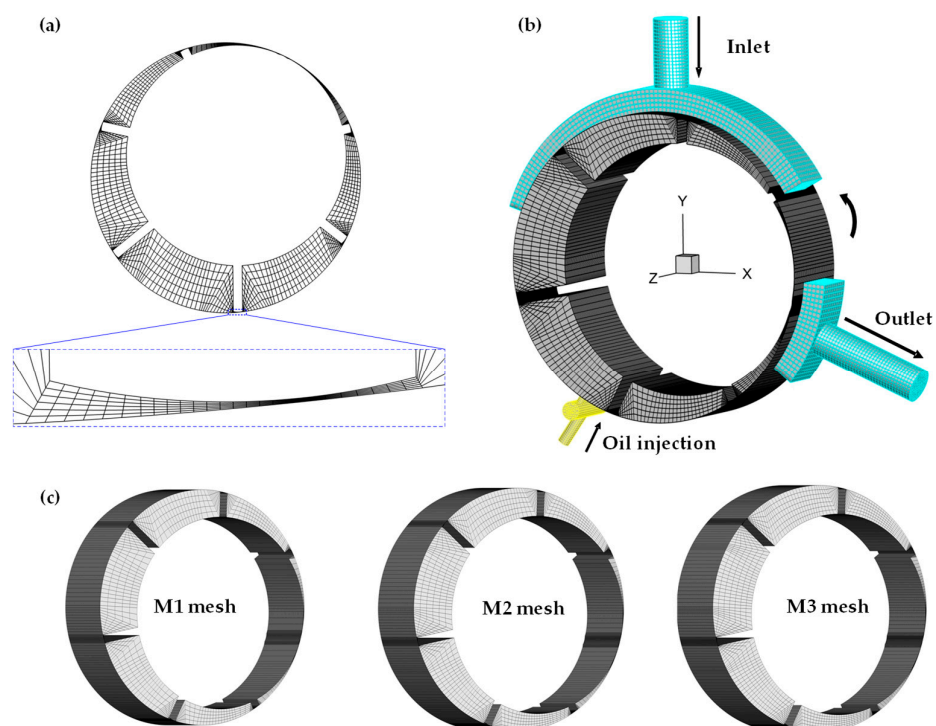 (a)
(b)
Inlet
Y
Z
X
Outlet
Oil injection
(c)
M1 mesh
M2 mesh
M3 mesh